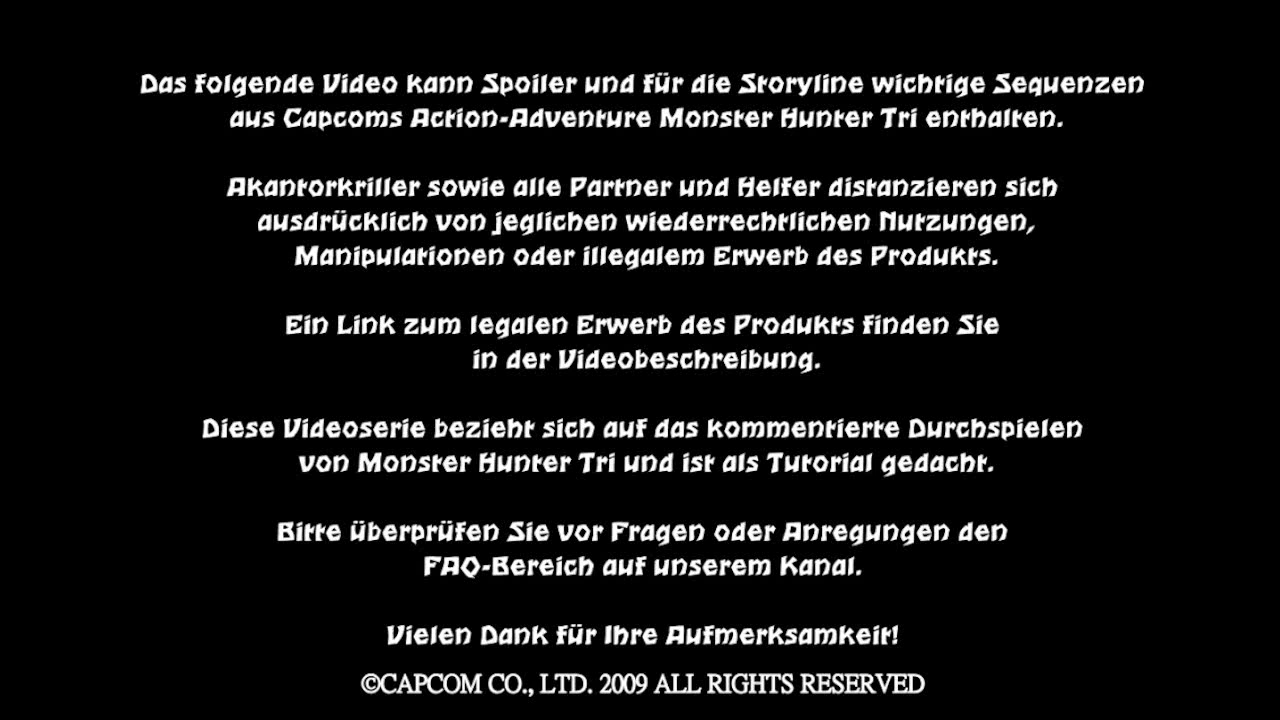 Das folgende Video kann Spoiler und für die Storyline wichtige Sequenzen
aus Capcoms Action-Adventure Monster Hunter Tri enthalten.
Akantorkriller sowie alle Partner und Helfer distanzieren sich
ausdrücklich von jeglichen wiederrechtlichen Nutzungen,
Manipulationen oder illegalem Erwerb des Produkts.
Ein Link zum legalen Erwerb des Produkts finden Sie
in der Videobeschreibung.
Diese Videoserie bezieht sich auf das kommentierte Durchspielen
von Monster Hunter Tri und ist als Tutorial gedacht.
Bitte überprüfen Sie vor Fragen oder Anregungen den
FAQ-Bereich auf unserem Kanal.
Vielen Dank für Ihre Aufmerksamkeit!
©CAPCOM CO., LTD. 2009 ALL RIGHTS RESERVED